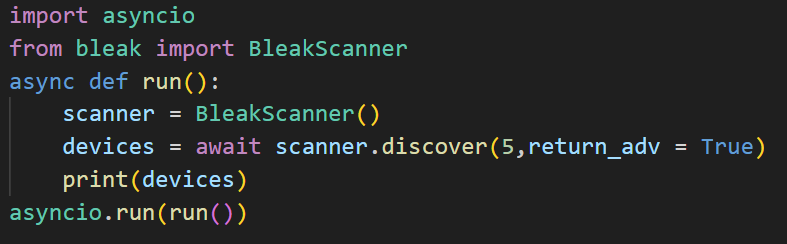 import asyncio
from bleak import BleakScanner
async def run():
    scanner = BleakScanner()
    devices = await scanner.discover(5,return_adv = True)
    print(devices)
asyncio.run(run())